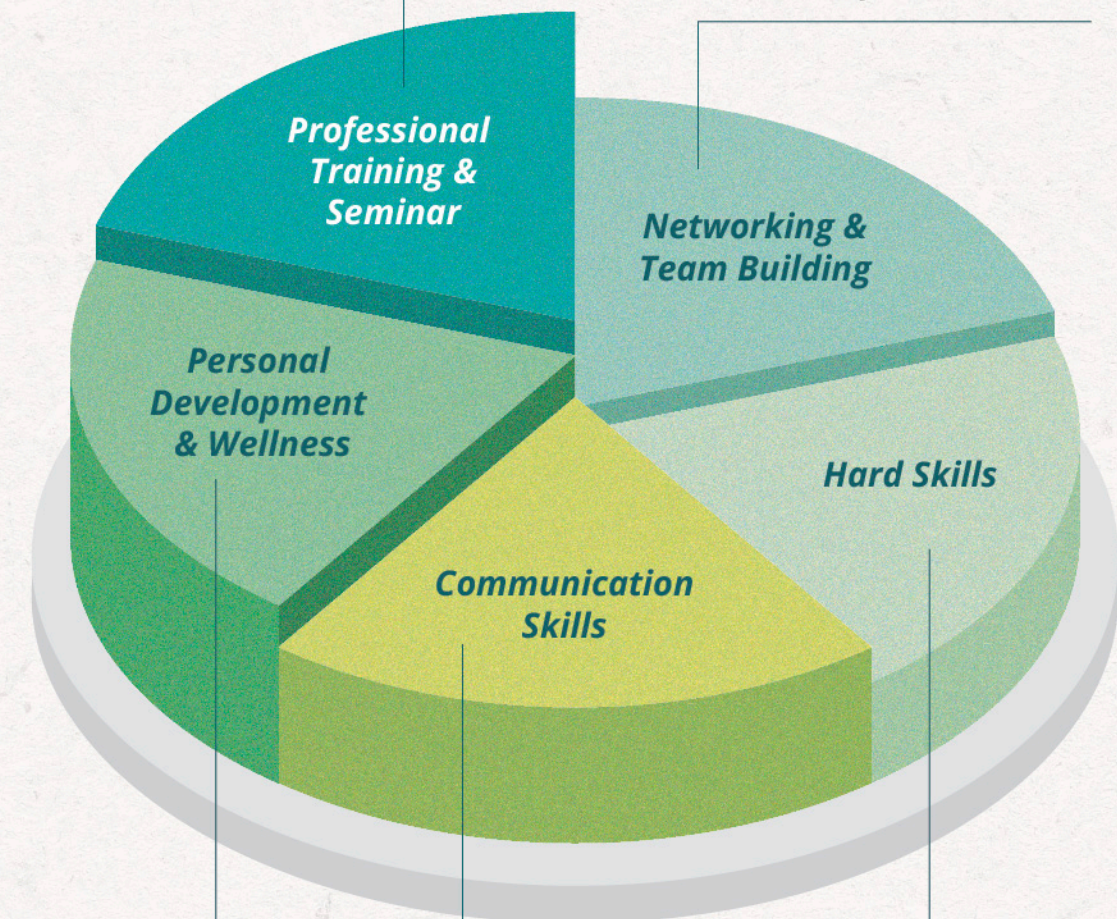 Professional
Training &
Seminar
Networking &
Team Building
Personal
Development
& Wellness
Hard Skills
Communication
Skills